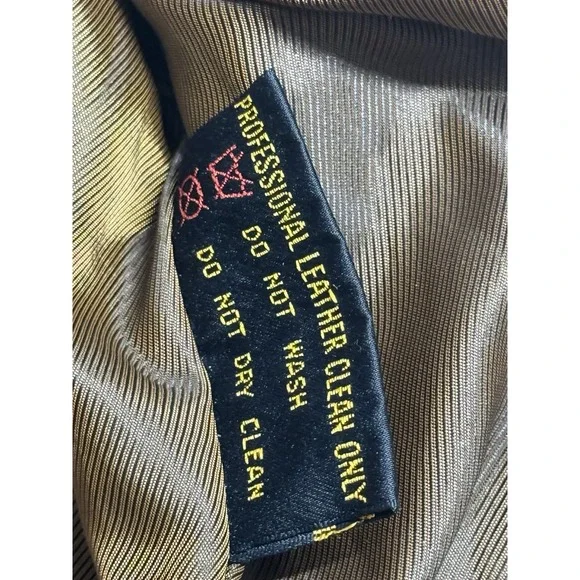 PROFESSIONAL LEATHER CLEAN ONLY
DO NOT WASH
DO NOT DRY CLEAN